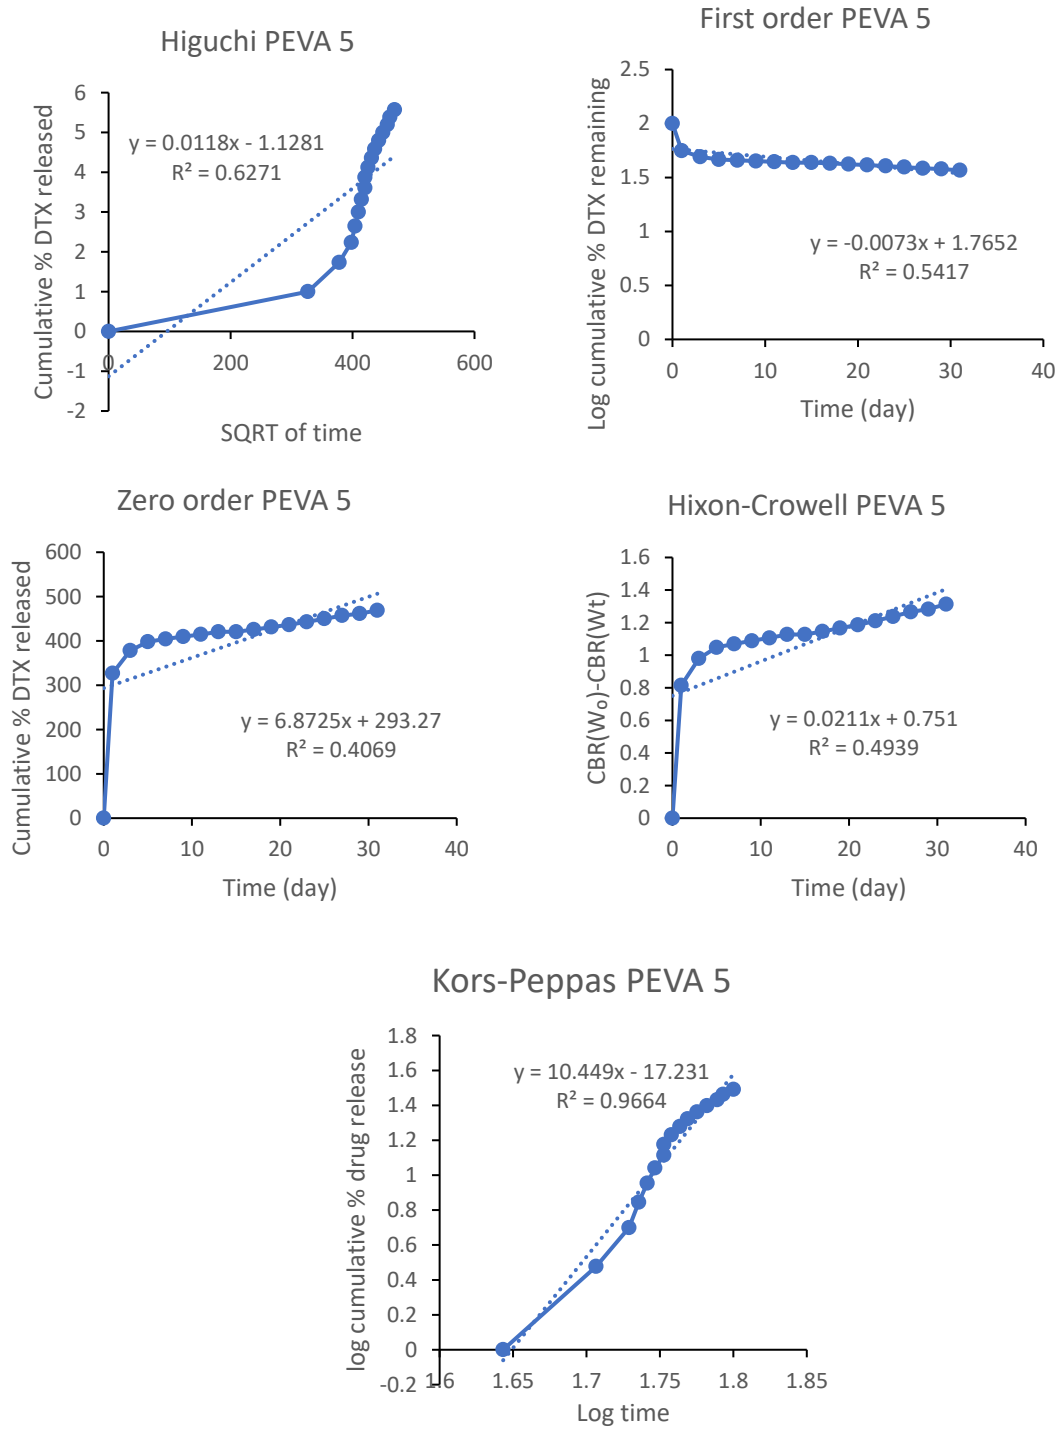 Higuchi PEVA 5
Cumulative % DTX released
6
5
4
3
2
1
0
-1
-2
y = 0.0118x - 1.1281
R² = 0.6271
0 200 400 600
SQRT of time
First order PEVA 5
Log cumulative % DTX remaining
2.5
2
1.5
1
0.5
0
y = -0.0073x + 1.7652
R² = 0.5417
0 10 20 30 40
Time (day)
Zero order PEVA 5
Cumulative % DTX released
600
500
400
300
200
100
0
y = 6.8725x + 293.27
R² = 0.4069
0 10 20 30 40
Time (day)
Hixon-Crowell PEVA 5
CBR(W₀)-CBR(Wt)
1.6
1.4
1.2
1
0.8
0.6
0.4
0.2
0
y = 0.0211x + 0.751
R² = 0.4939
0 10 20 30 40
Time (day)
Kors-Peppas PEVA 5
log cumulative % drug release
1.8
1.6
1.4
1.2
1
0.8
0.6
0.4
0.2
0
-0.2
y = 10.449x - 17.231
R² = 0.9664
1.6 1.65 1.7 1.75 1.8 1.85
Log time